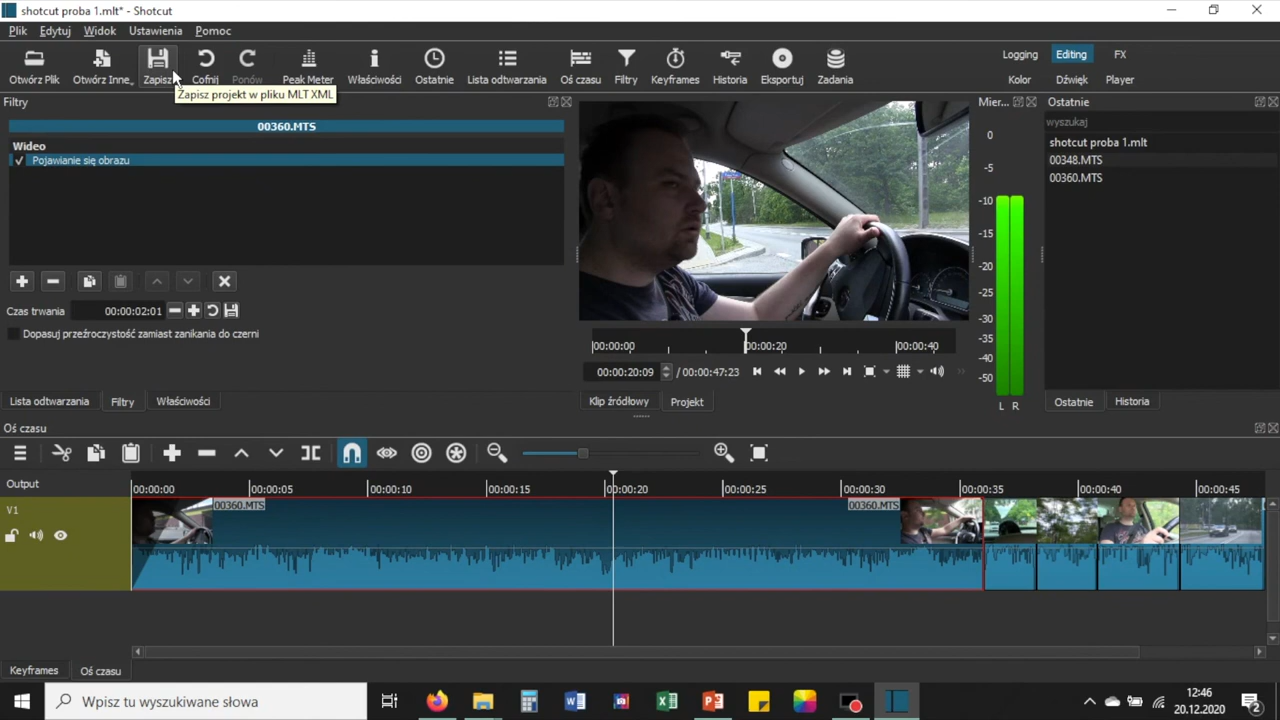 shotcut proba 1.mlt* - Shotcut
Plik Edytuj Widok Ustawienia Pomoc
Otwórz Plik Otwórz Inne Zapisz Cofnij Ponów Peak Meter Właściwości Ostatnie Lista odtwarzania Oś czasu Filtry Keyframes Historia Eksportuj Zadania
Logging Editing FX
Kolor Dźwięk Player
Zapisz projekt w pliku MLT XML
Filtry
00360.MTS
Wideo
Pojawianie się obrazu
Czas trwania 00:00:02:01
Dopasuj przeźroczystość zamiast zanikania do czerni
Lista odtwarzania Filtry Właściwości
00:00:00 00:00:20 00:00:40
00:00:20:09 / 00:00:47:23
Klip źródłowy Projekt
Mier...
0
-5
-10
-15
-20
-25
-30
-35
-40
-50
L R
Ostatnie
wyszukaj
shotcut proba 1.mlt
00348.MTS
00360.MTS
Ostatnie Historia
Oś czasu
Output
00:00:00 00:00:05 00:00:10 00:00:15 00:00:20 00:00:25 00:00:30 00:00:35 00:00:40 00:00:45
V1
00360.MTS 00360.MTS
Keyframes Oś czasu
Wpisz tu wyszukiwane słowa
12:46
20.12.2020
2